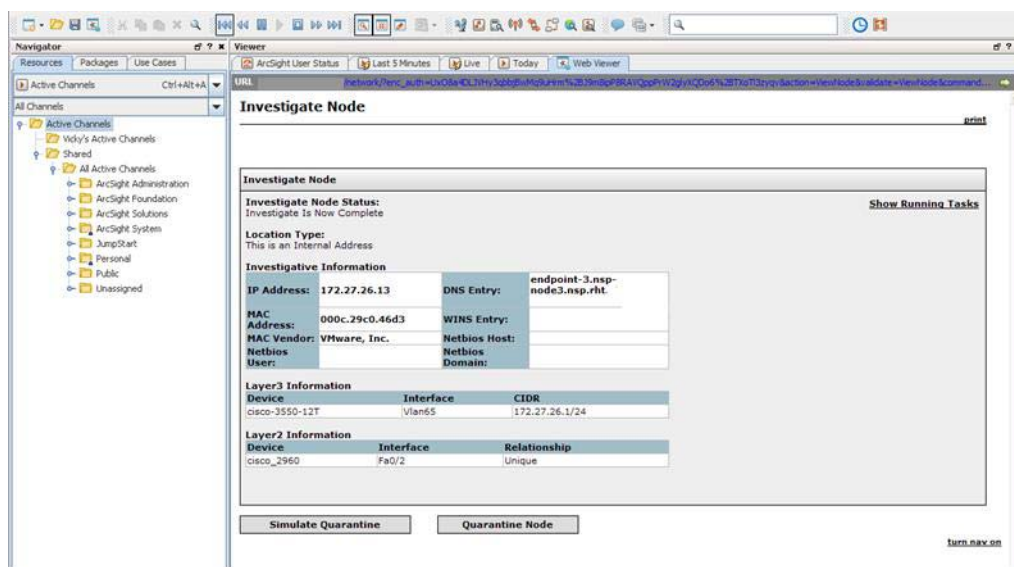 Navigator
Viewer
Resources Packages Use Cases
ArcSight User Status Last 5 Minutes Live Today Web Viewer
Active Channels Ctrl+Alt+A
URL
All Channels
Active Channels
Vicky's Active Channels
Shared
All Active Channels
ArcSight Administration
ArcSight Foundation
ArcSight Solutions
ArcSight System
JumpStart
Personal
Public
Unassigned
Investigate Node
print
Investigate Node
Investigate Node Status:
Investigate Is Now Complete
Show Running Tasks
Location Type:
This is an Internal Address
Investigative Information
IP Address: 172.27.26.13 DNS Entry: endpoint-3.nsp-
node3.nsp.rht.
MAC
Address: 000c.29c0.46d3 WINS Entry:
MAC Vendor: VMware, Inc. Netbios Host:
Netbios
User: Netbios
Domain:
Layer3 Information
Device Interface CIDR
cisco-3550-12T Vlan65 172.27.26.1/24
Layer2 Information
Device Interface Relationship
cisco_2960 Fa0/2 Unique
Simulate Quarantine Quarantine Node
turn nav on